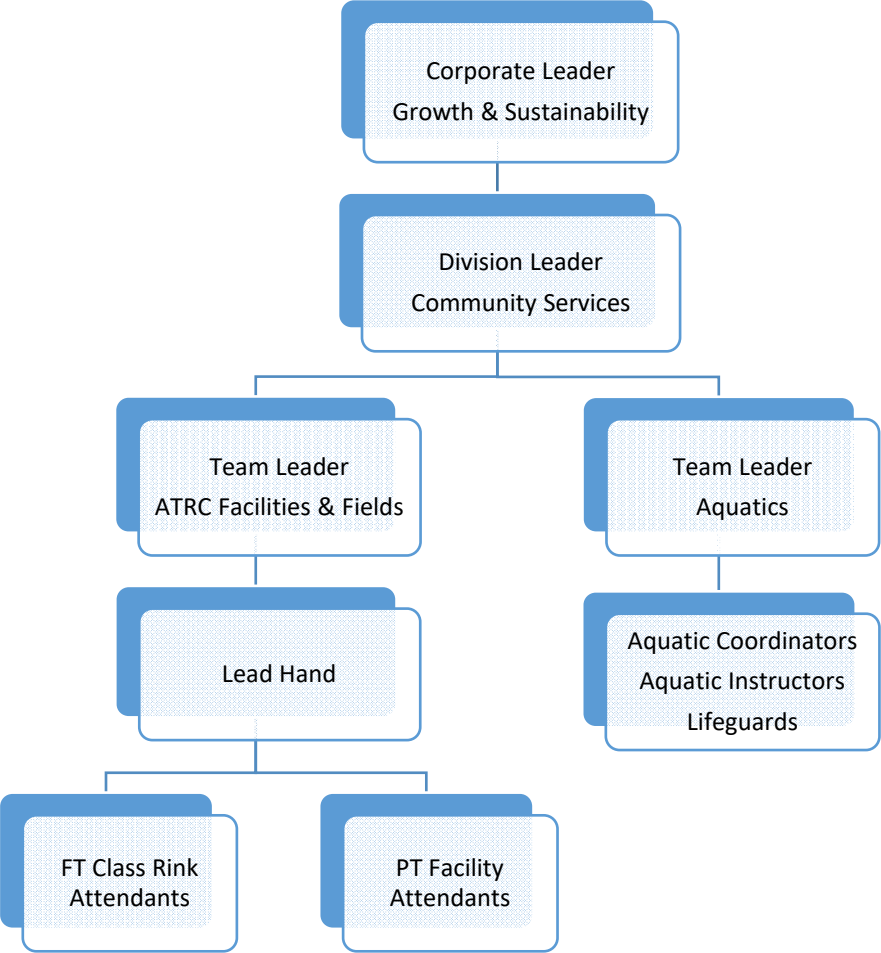 Corporate Leader
Growth & Sustainability
Division Leader
Community Services
Team Leader
ATRC Facilities & Fields
Team Leader
Aquatics
Lead Hand
Aquatic Coordinators
Aquatic Instructors
Lifeguards
FT Class Rink
Attendants
PT Facility
Attendants